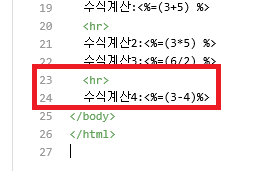 19 수식계산:<%=(3+5) %>
20 <hr>
21 수식계산2:<%=(3*5) %>
22 수식계산3:<%=(6/2) %>
23 <hr>
24 수식계산4:<%=(3-4)%>
25 </body>
26 </html>
27